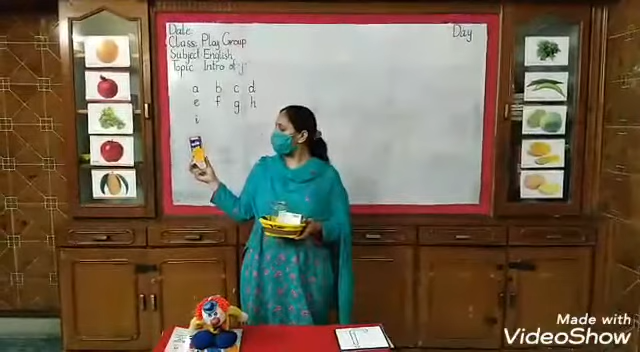 Date:
Day
Class: Play Group
Subject: English
Topic: Intro of j
a b c d
e f g h
i
Made with
VideoShow